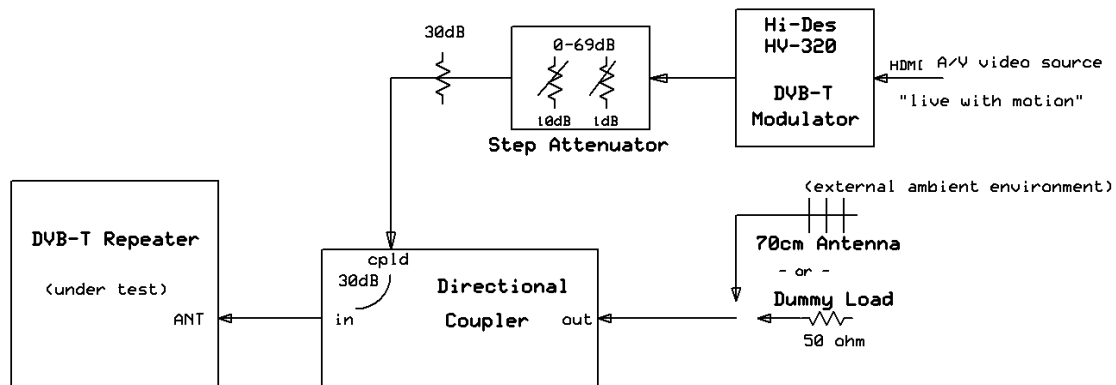 30dB
0-69dB
10dB
1dB
Step Attenuator
Hi-Des
HV-320
DVB-T
Modulator
HDMI A/V video source
"live with motion"
(external ambient environment)
70cm Antenna
- or -
Dummy Load
50 ohm
DVB-T Repeater
(under test)
ANT
cpld
30dB
in
Directional
Coupler
out